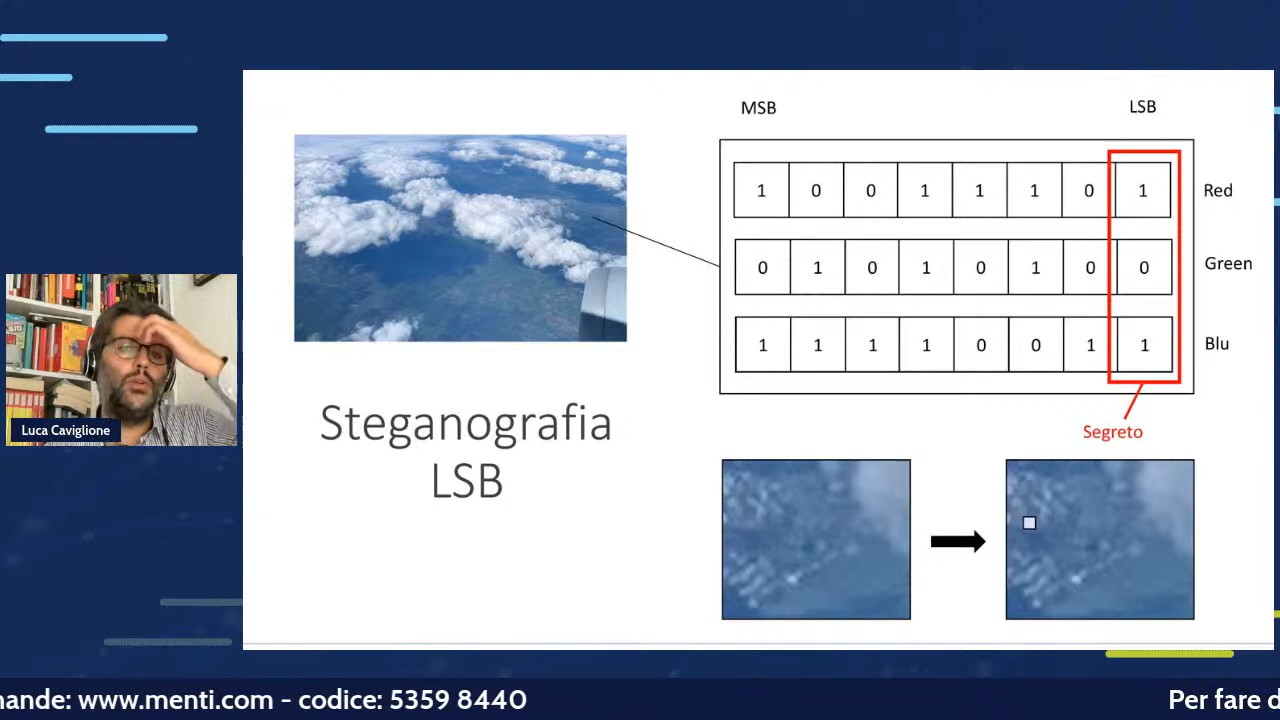 MSB LSB
1 0 0 1 1 1 0 1 Red
0 1 0 1 0 1 0 0 Green
1 1 1 1 0 0 1 1 Blu
Segreto
Steganografia
LSB
Luca Caviglione
www.menti.com - codice: 5359 8440
Per fare